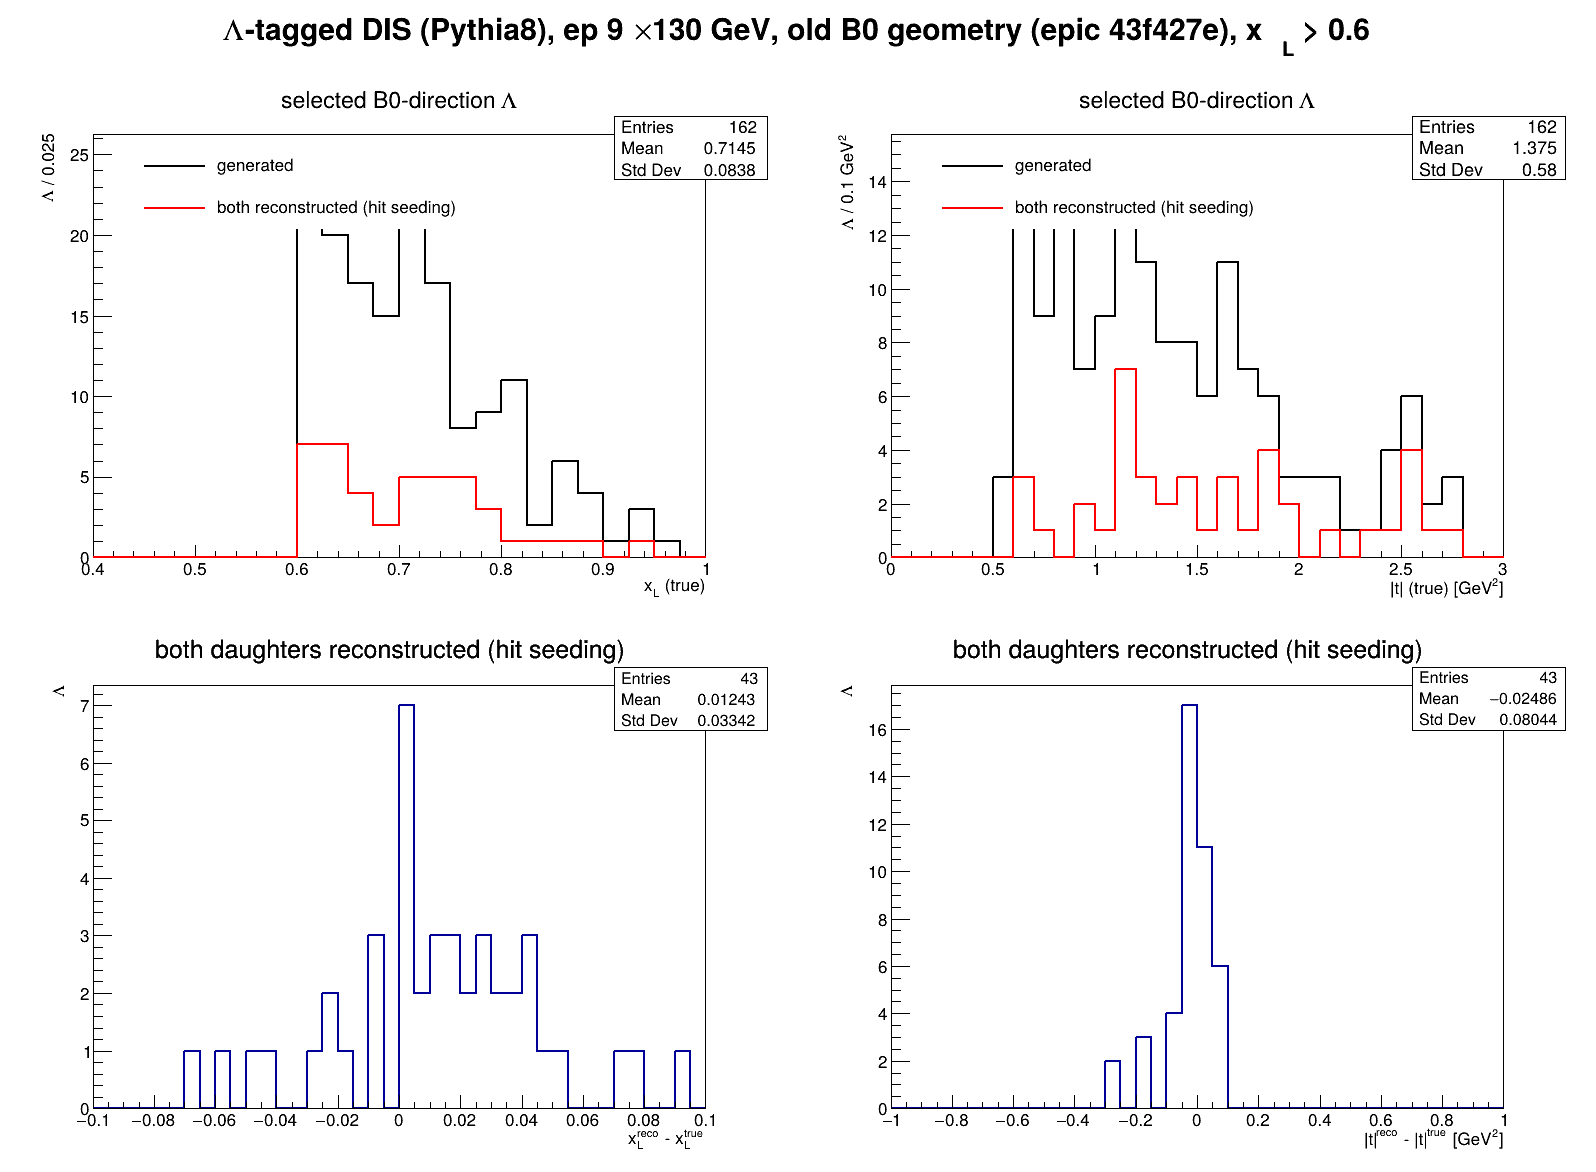 Λ-tagged DIS (Pythia8), ep 9 ×130 GeV, old B0 geometry (epic 43f427e), x L > 0.6
selected B0-direction Λ
Entries 162
Mean 0.7145
Std Dev 0.0838
Λ / 0.025
generated
both reconstructed (hit seeding)
25
20
15
10
5
0
0.4 0.5 0.6 0.7 0.8 0.9 1
xL (true)
selected B0-direction Λ
Entries 162
Mean 1.375
Std Dev 0.58
Λ / 0.1 GeV²
generated
both reconstructed (hit seeding)
14
12
10
8
6
4
2
0
0 0.5 1 1.5 2 2.5 3
|t| (true) [GeV²]
both daughters reconstructed (hit seeding)
Entries 43
Mean 0.01243
Std Dev 0.03342
Λ
7
6
5
4
3
2
1
0
−0.1 −0.08 −0.06 −0.04 −0.02 0 0.02 0.04 0.06 0.08 0.1
xL reco - xL true
both daughters reconstructed (hit seeding)
Entries 43
Mean −0.02486
Std Dev 0.08044
Λ
16
14
12
10
8
6
4
2
0
−1 −0.8 −0.6 −0.4 −0.2 0 0.2 0.4 0.6 0.8 1
|t|reco - |t|true [GeV²]